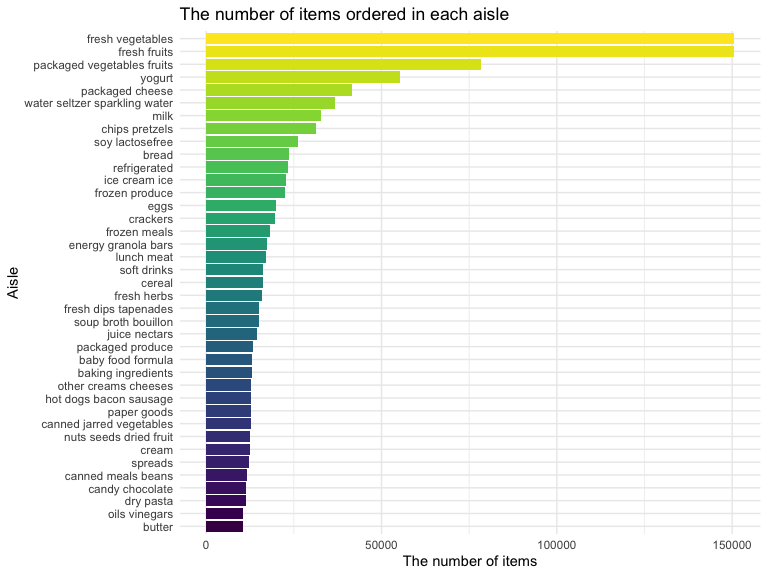 The number of items ordered in each aisle
fresh vegetables
fresh fruits
packaged vegetables fruits
yogurt
packaged cheese
water seltzer sparkling water
milk
chips pretzels
soy lactosefree
bread
refrigerated
ice cream ice
frozen produce
eggs
crackers
frozen meals
energy granola bars
lunch meat
soft drinks
cereal
fresh herbs
fresh dips tapenades
soup broth bouillon
juice nectars
packaged produce
baby food formula
baking ingredients
other creams cheeses
hot dogs bacon sausage
paper goods
canned jarred vegetables
nuts seeds dried fruit
cream
spreads
canned meals beans
candy chocolate
dry pasta
oils vinegars
butter
Aisle
0 50000 100000 150000
The number of items